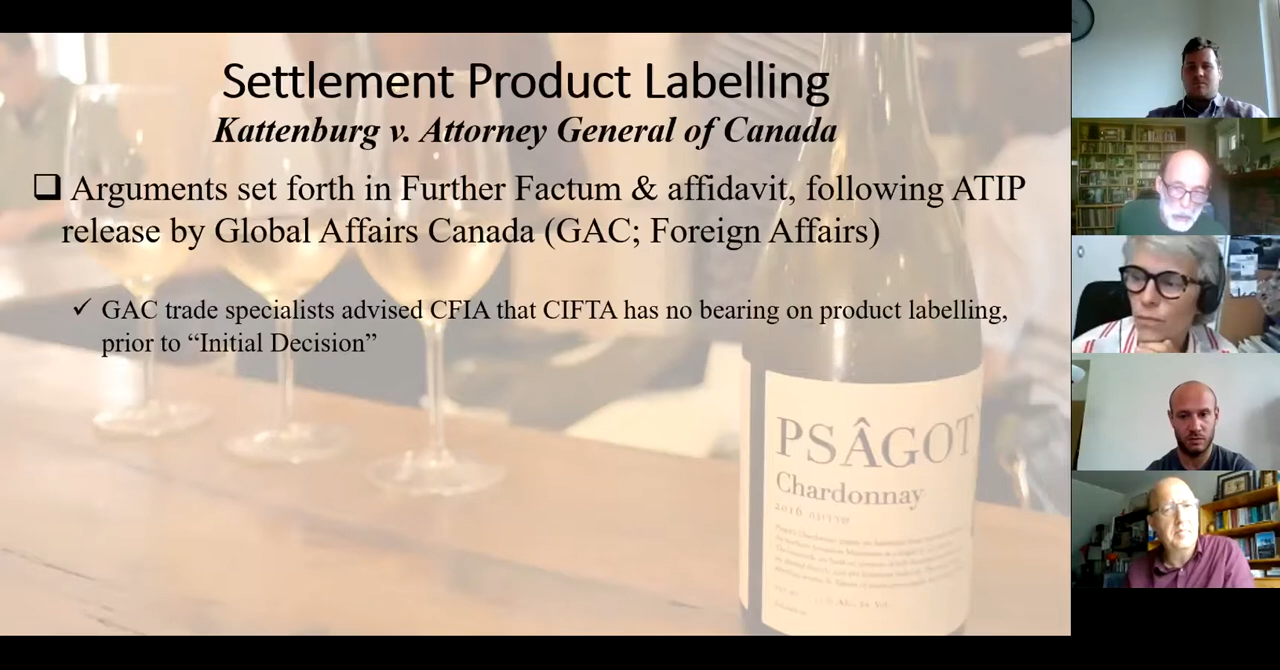 Settlement Product Labelling
Kattenburg v. Attorney General of Canada
Arguments set forth in Further Factum & affidavit, following ATIP
release by Global Affairs Canada (GAC; Foreign Affairs)
✓ GAC trade specialists advised CFIA that CIFTA has no bearing on product labelling,
prior to “Initial Decision”
PSÂGOT
Chardonnay
2016